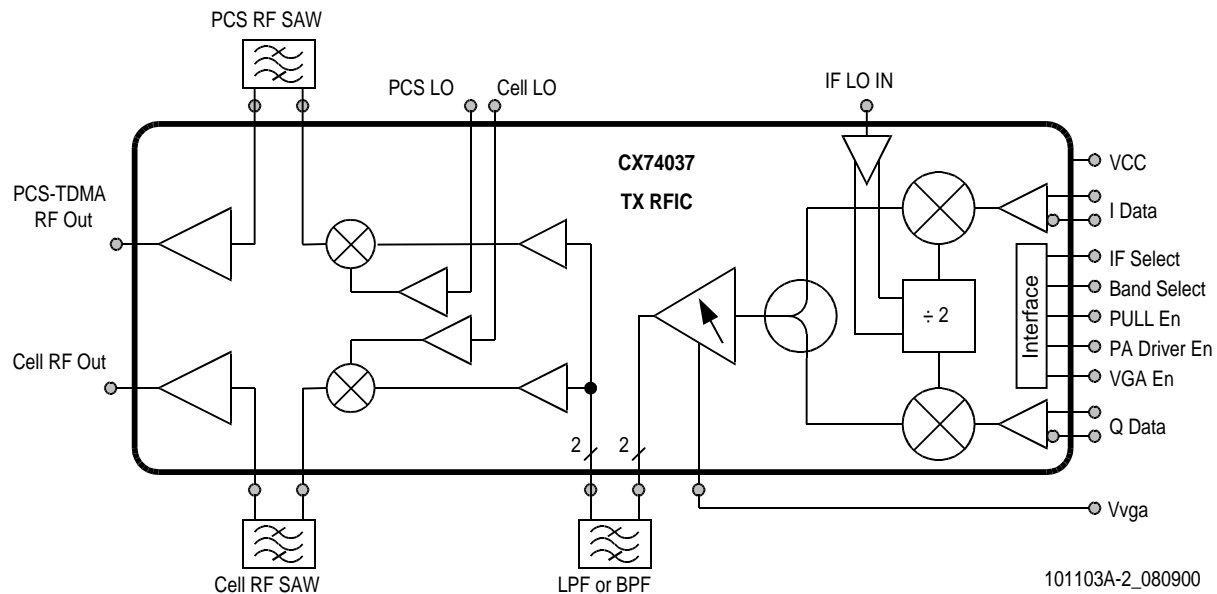 PCS RF SAW
PCS LO
Cell LO
IF LO IN
CX74037
TX RFIC
VCC
PCS-TDMA
RF Out
I Data
IF Select
Band Select
÷ 2
Interface
PULL En
PA Driver En
Cell RF Out
VGA En
Q Data
2
2
Vvga
Cell RF SAW
LPF or BPF
101103A-2_080900